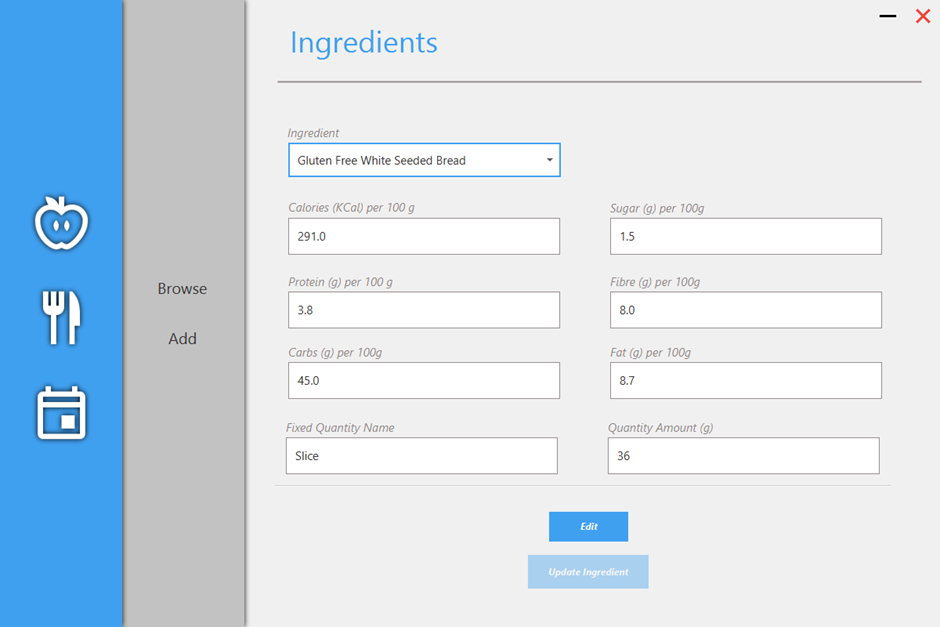 Ingredients
Browse
Add
Ingredient
Gluten Free White Seeded Bread
Calories (KCal) per 100 g
Sugar (g) per 100g
291.0
1.5
Protein (g) per 100 g
Fibre (g) per 100g
3.8
8.0
Carbs (g) per 100g
Fat (g) per 100g
45.0
8.7
Fixed Quantity Name
Quantity Amount (g)
Slice
36
Edit
Update Ingredient